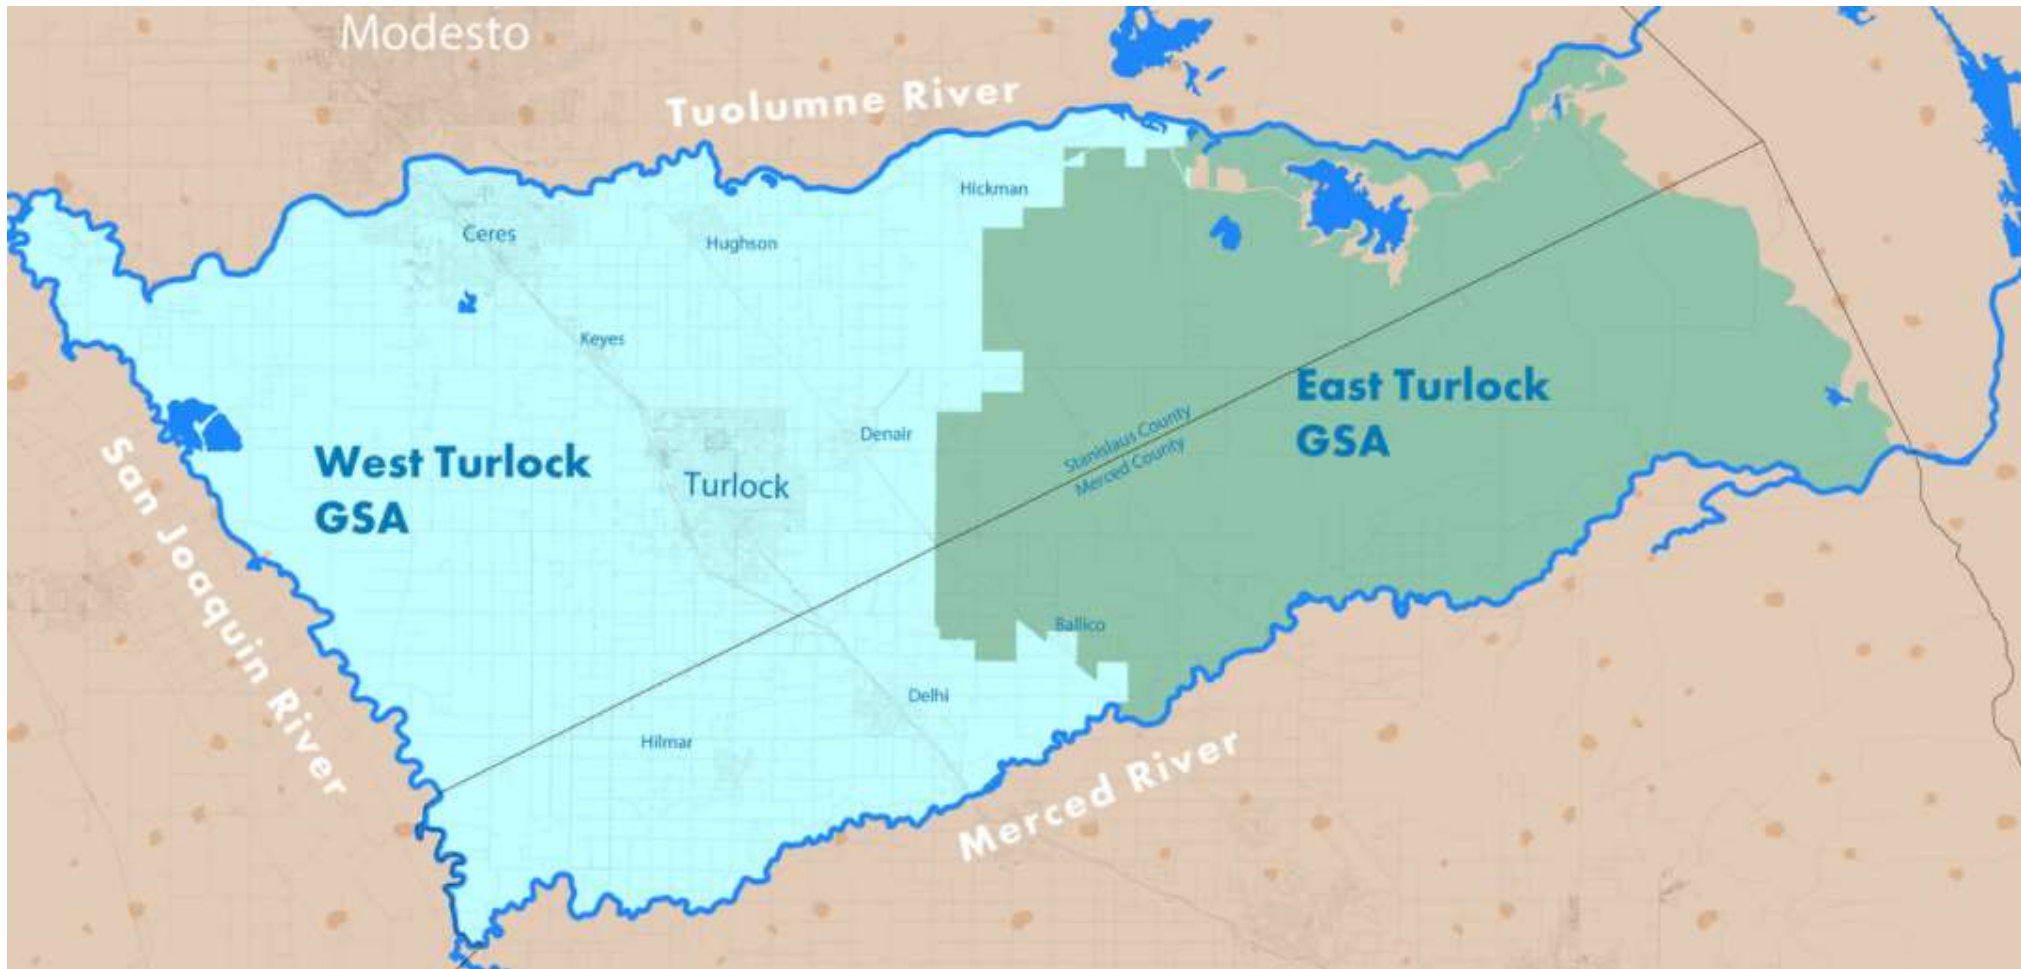 Modesto
Tuolumne River
Hickman
Ceres
Hughson
Keyes
East Turlock
GSA
Stanislaus County
Merced County
Denair
West Turlock
GSA
Turlock
San Joaquin River
Ballico
Delhi
Hilmar
Merced River